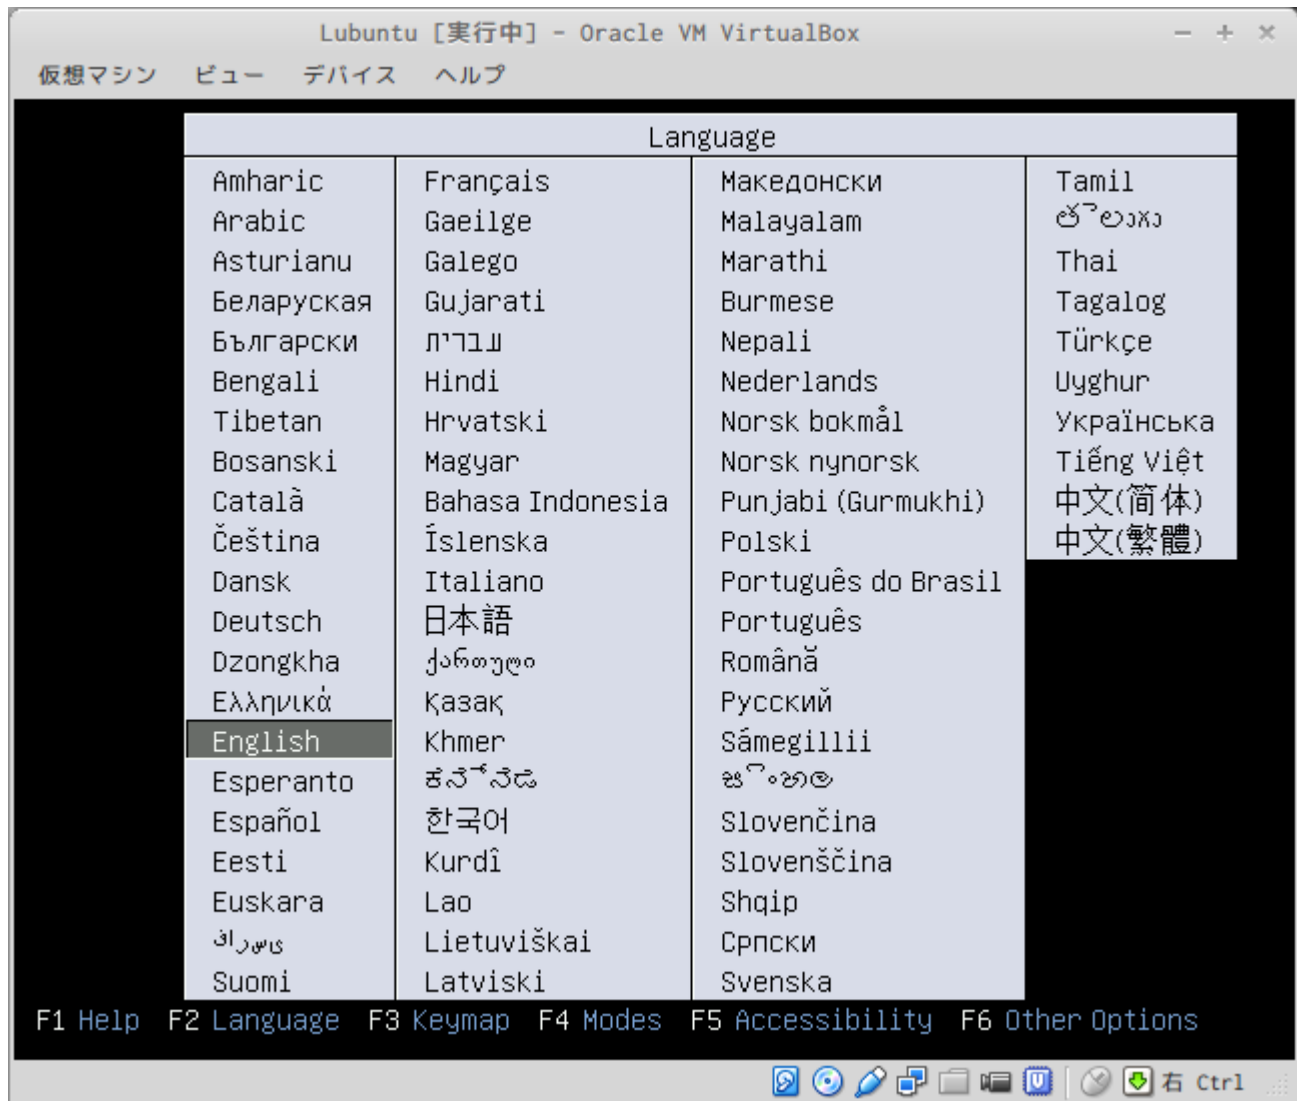 Lubuntu [実行中] - Oracle VM VirtualBox
仮想マシン ビュー デバイス ヘルプ
Language
Amharic
Arabic
Asturianu
Беларуская
Български
Bengali
Tibetan
Bosanski
Català
Čeština
Dansk
Deutsch
Dzongkha
Ελληνικά
English
Esperanto
Español
Eesti
Euskara
Suomi
Français
Gaeilge
Galego
Gujarati
עברית
Hindi
Hrvatski
Magyar
Bahasa Indonesia
Íslenska
Italiano
日本語
ქართული
Қазақ
Khmer
한국어
Kurdî
Lao
Lietuviškai
Latviski
Македонски
Malayalam
Marathi
Burmese
Nepali
Nederlands
Norsk bokmål
Norsk nynorsk
Punjabi (Gurmukhi)
Polski
Português do Brasil
Português
Română
Русский
Sámegillii
Slovenčina
Slovenščina
Shqip
Српски
Svenska
Tamil
Thai
Tagalog
Türkçe
Uyghur
Українська
Tiếng Việt
中文(简体)
中文(繁體)
F1 Help F2 Language F3 Keymap F4 Modes F5 Accessibility F6 Other Options
右 Ctrl